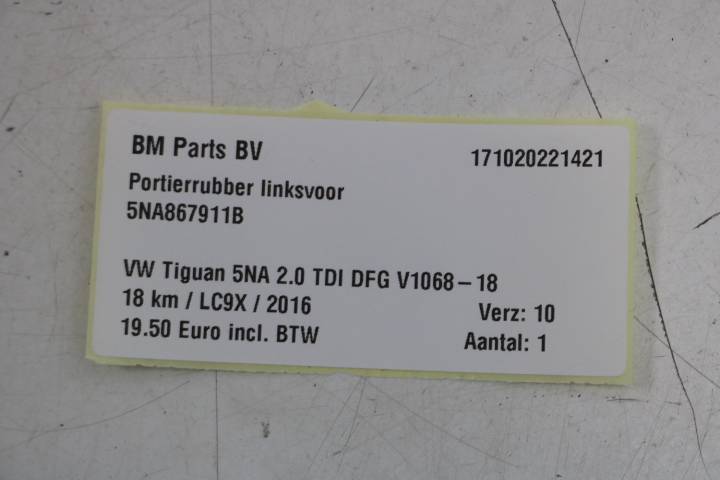 BM Parts BV 171020221421
Portierrubber linksvoor
5NA867911B
VW Tiguan 5NA 2.0 TDI DFG V1068-18
18 km / LC9X / 2016 Verz: 10
19.50 Euro incl. BTW Aantal: 1